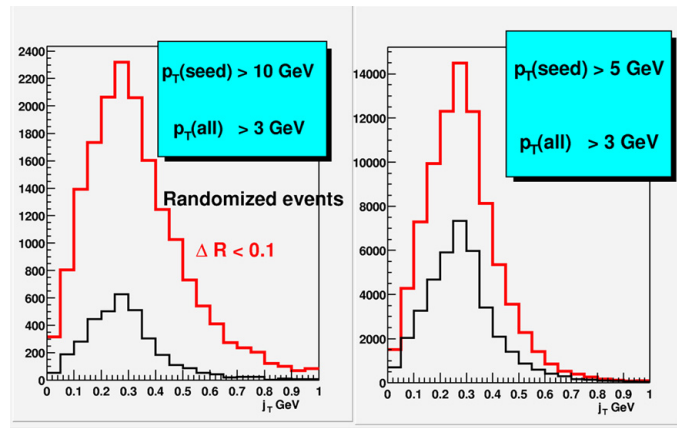 2400
2200
2000
1800
1600
1400
1200
1000
800
600
400
200
0
pT(seed) > 10 GeV
pT(all) > 3 GeV
Randomized events
Δ R < 0.1
0 0.1 0.2 0.3 0.4 0.5 0.6 0.7 0.8 0.9 1
jT GeV
14000
12000
10000
8000
6000
4000
2000
0
pT(seed) > 5 GeV
pT(all) > 3 GeV
0 0.1 0.2 0.3 0.4 0.5 0.6 0.7 0.8 0.9 1
jT GeV